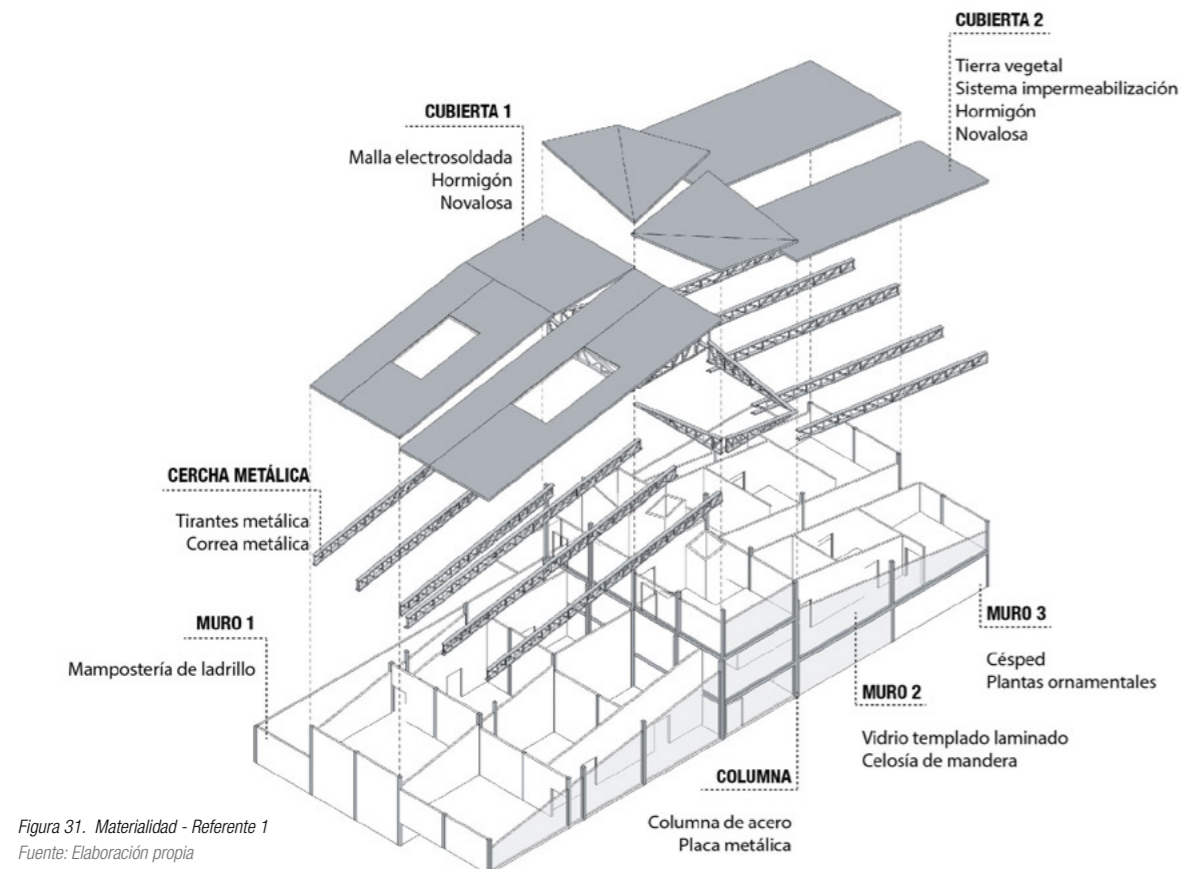 CUBIERTA 2
Tierra vegetal
Sistema impermeabilización
Hormigón
Novalosa
CUBIERTA 1
Malla electrosoldada
Hormigón
Novalosa
CERCHA METÁLICA
Tirantes metálica
Correa metálica
MURO 1
Mampostería de ladrillo
MURO 3
Césped
Plantas ornamentales
MURO 2
Vidrio templado laminado
Celosía de mandera
COLUMNA
Columna de acero
Placa metálica
Figura 31. Materialidad - Referente 1
Fuente: Elaboración propia